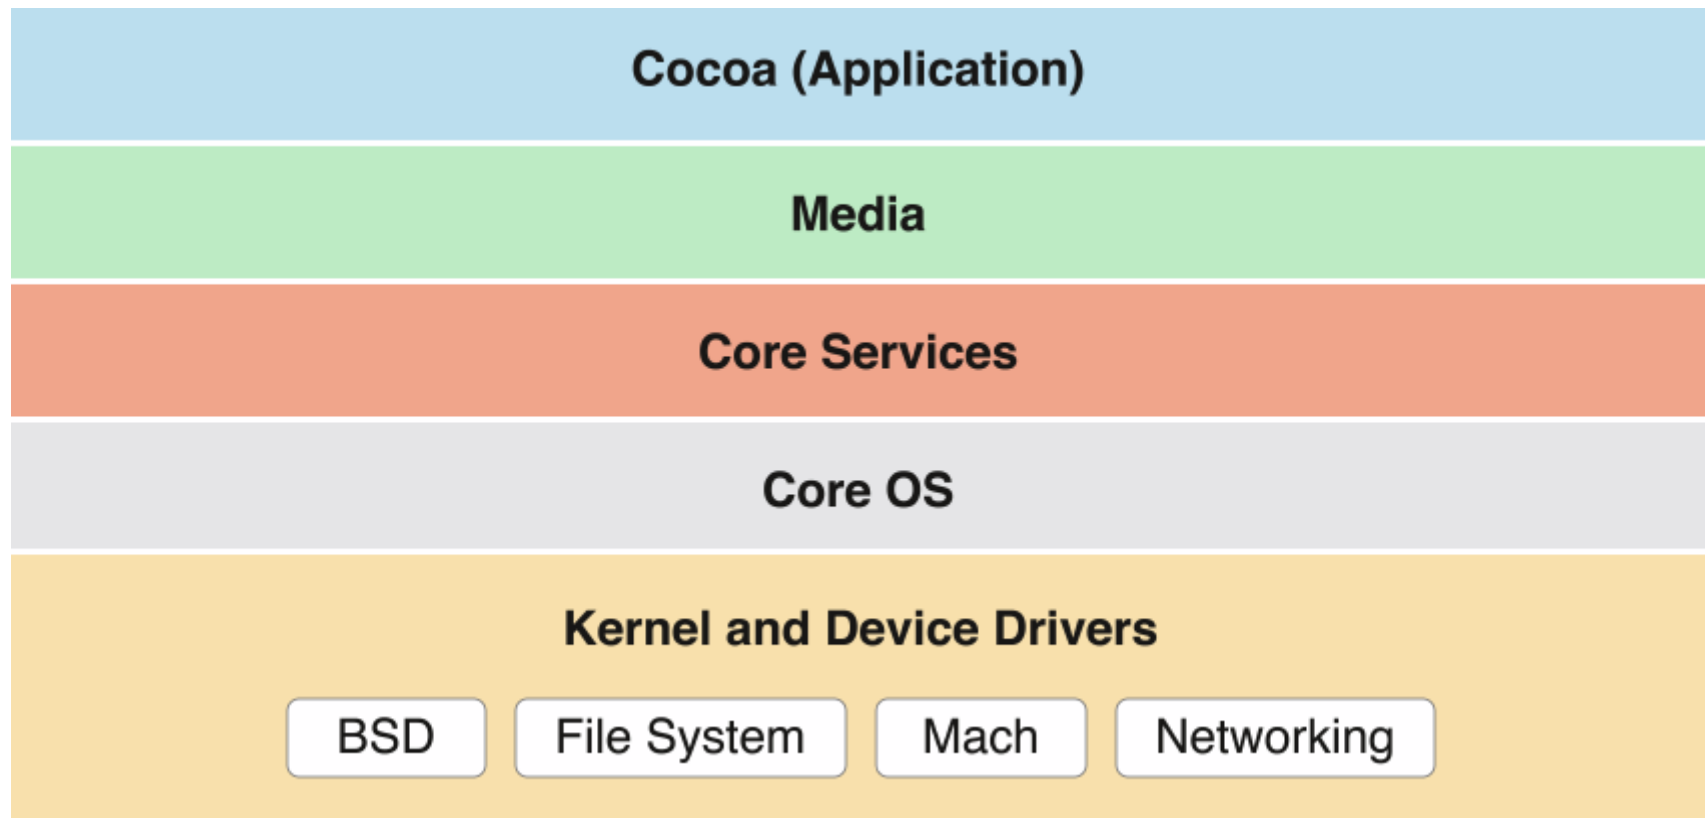 Cocoa (Application)
Media
Core Services
Core OS
Kernel and Device Drivers
BSD File System Mach Networking